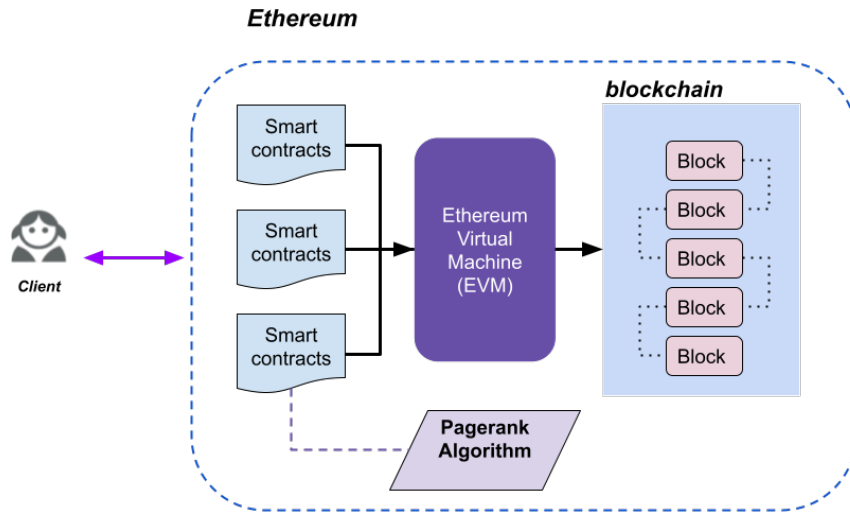 Ethereum
blockchain
Smart
contracts
Smart
contracts
Smart
contracts
Ethereum
Virtual
Machine
(EVM)
Block
Block
Block
Block
Block
Client
Pagerank
Algorithm